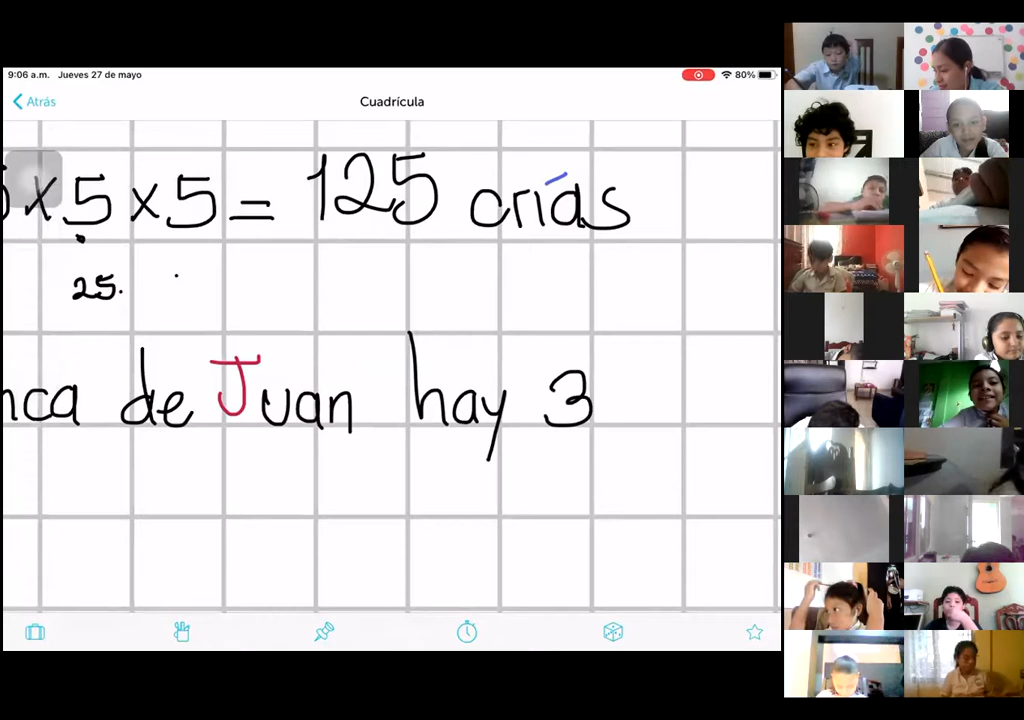 9:06 a.m. Jueves 27 de mayo 80%
Atrás Cuadrícula
x 5 x 5 = 125 crías
25.
nca de Juan hay 3